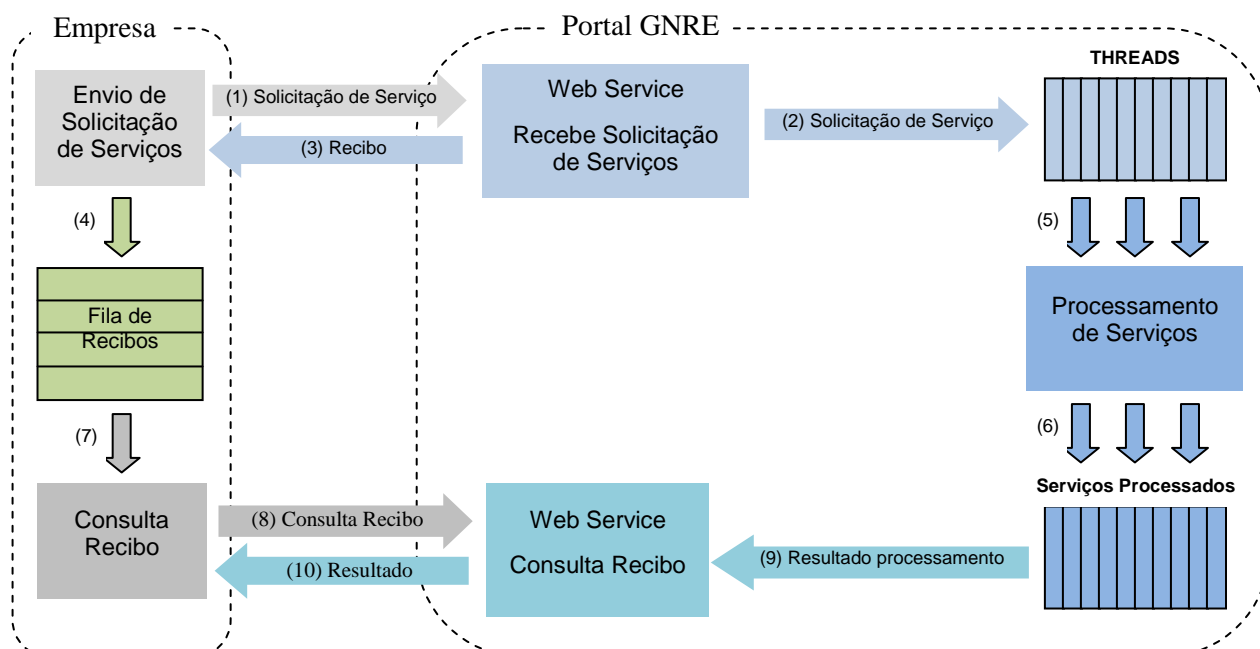 Empresa
Portal GNRE
THREADS
Envio de
Solicitação
de Serviços
(1) Solicitação de Serviço
(3) Recibo
Web Service
Recebe Solicitação
de Serviços
(2) Solicitação de Serviço
(4)
(5)
Fila de
Recibos
Processamento
de Serviços
(7)
(6)
Serviços Processados
Consulta
Recibo
(8) Consulta Recibo
(10) Resultado
Web Service
Consulta Recibo
(9) Resultado processamento